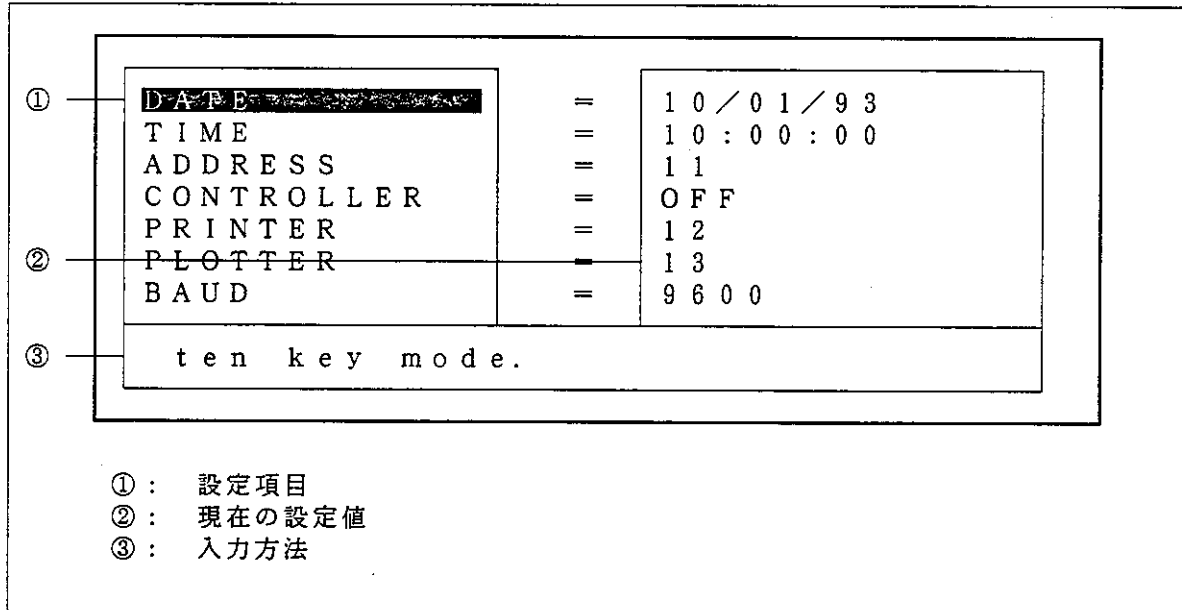 ① DATE = 10/01/93
TIME = 10:00:00
ADDRESS = 11
CONTROLLER = OFF
PRINTER = 12
② PLOTTER = 13
BAUD = 9600
③ ten key mode.
①: 設定項目
②: 現在の設定値
③: 入力方法